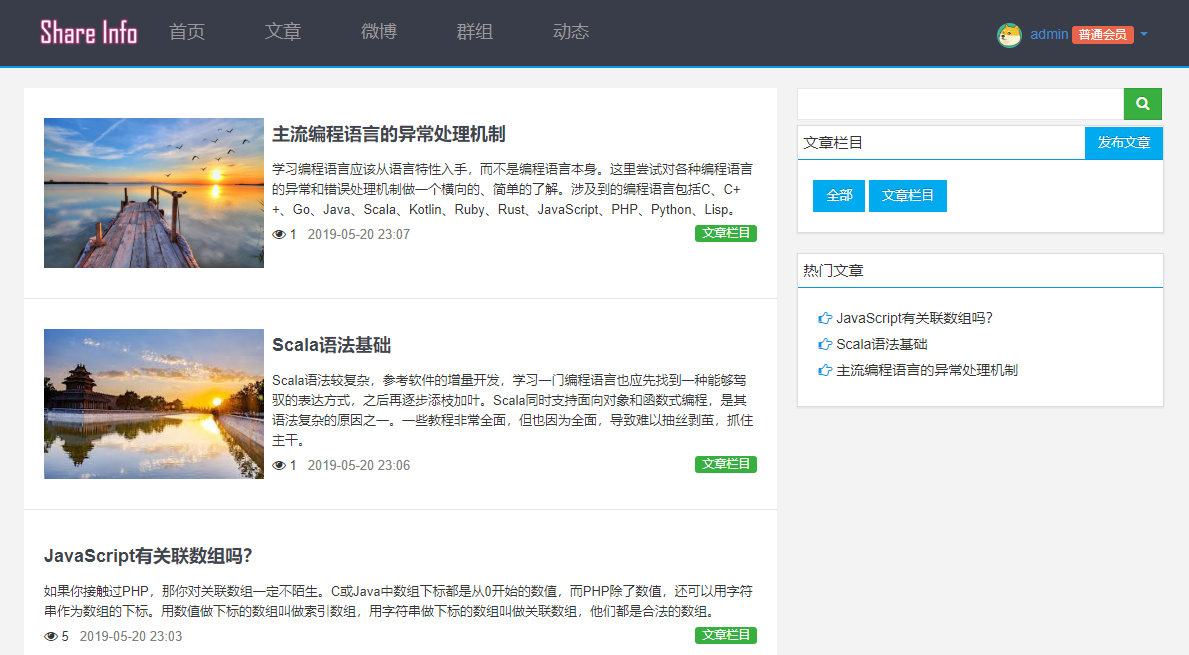 Share Info 首页 文章 微博 群组 动态 admin 普通会员
主流编程语言的异常处理机制
学习编程语言应该从语言特性入手，而不是编程语言本身。这里尝试对各种编程语言
的异常和错误处理机制做一个横向的、简单的了解。涉及到的编程语言包括C、C+
+、Go、Java、Scala、Kotlin、Ruby、Rust、JavaScript、PHP、Python、Lisp。
1 2019-05-20 23:07 文章栏目
Scala语法基础
Scala语法较复杂，参考软件的增量开发，学习一门编程语言也应先找到一种能够驾
驭的表达方式，之后再逐步添枝加叶。Scala同时支持面向对象和函数式编程，是其
语法复杂的原因之一。一些教程非常全面，但也因为全面，导致难以抽丝剥茧，抓住
主干。
1 2019-05-20 23:06 文章栏目
JavaScript有关联数组吗？
如果你接触过PHP，那你对关联数组一定不陌生。C或Java中数组下标都是从0开始的数值，而PHP除了数值，还可以用字符
串作为数组的下标。用数值做下标的数组叫做索引数组，用字符串做下标的数组叫做关联数组，他们都是合法的数组。
5 2019-05-20 23:03 文章栏目
文章栏目 发布文章
全部 文章栏目
热门文章
JavaScript有关联数组吗？
Scala语法基础
主流编程语言的异常处理机制